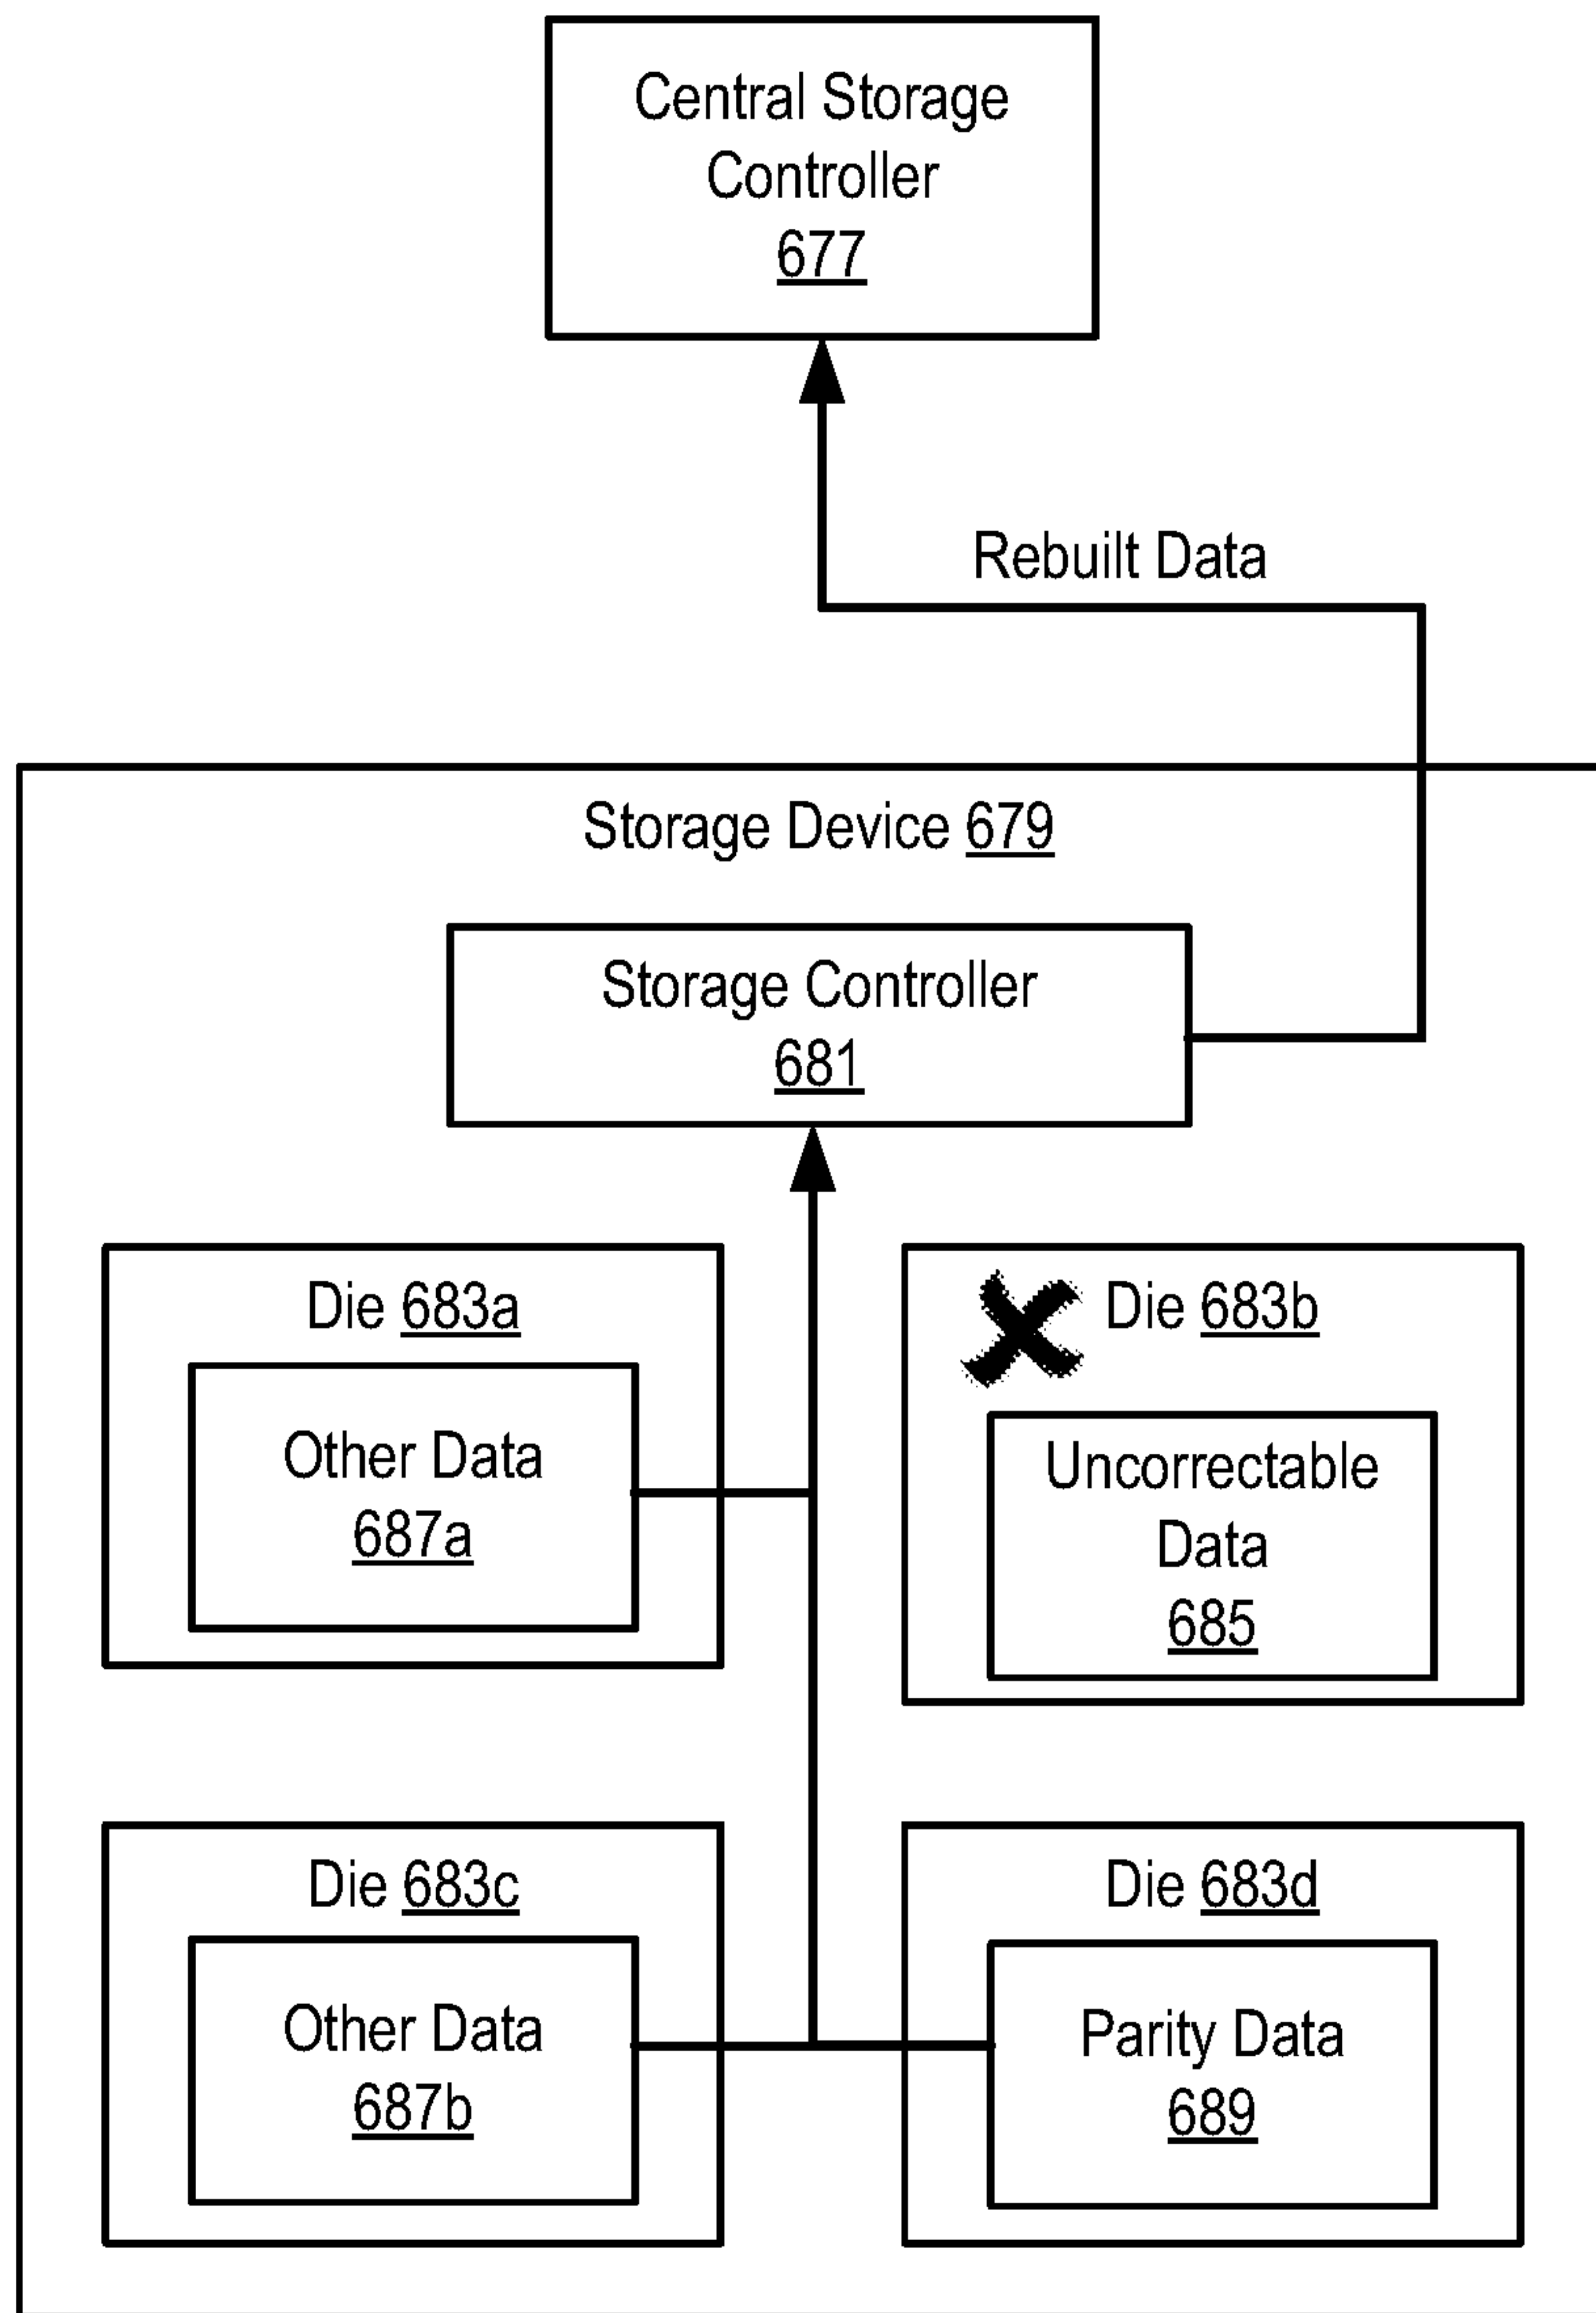 Central Storage
Controller
677
Rebuilt Data
Storage Device 679
Storage Controller
681
Die 683a
Other Data
687a
Die 683b
Uncorrectable
Data
685
Die 683c
Other Data
687b
Die 683d
Parity Data
689